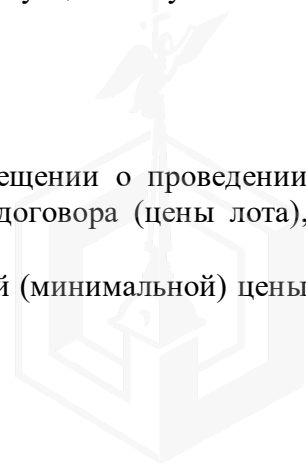 ещении о проведении
договора (цены лота),
й (минимальной) цены